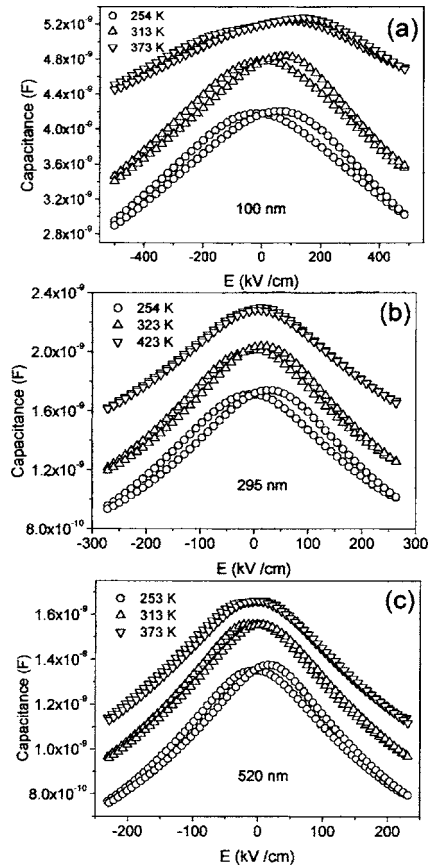 (a)
254 K
313 K
373 K
5.2x10⁻⁹
4.8x10⁻⁹
4.4x10⁻⁹
4.0x10⁻⁹
3.6x10⁻⁹
3.2x10⁻⁹
2.8x10⁻⁹
Capacitance (F)
100 nm
-400 -200 0 200 400
E (kV /cm)
(b)
254 K
323 K
423 K
2.4x10⁻⁹
2.0x10⁻⁹
1.6x10⁻⁹
1.2x10⁻⁹
8.0x10⁻¹⁰
Capacitance (F)
295 nm
-300 -200 -100 0 100 200 300
E (kV /cm)
(c)
253 K
313 K
373 K
1.6x10⁻⁹
1.4x10⁻⁹
1.2x10⁻⁹
1.0x10⁻⁹
8.0x10⁻¹⁰
Capacitance (F)
520 nm
-200 -100 0 100 200
E (kV /cm)